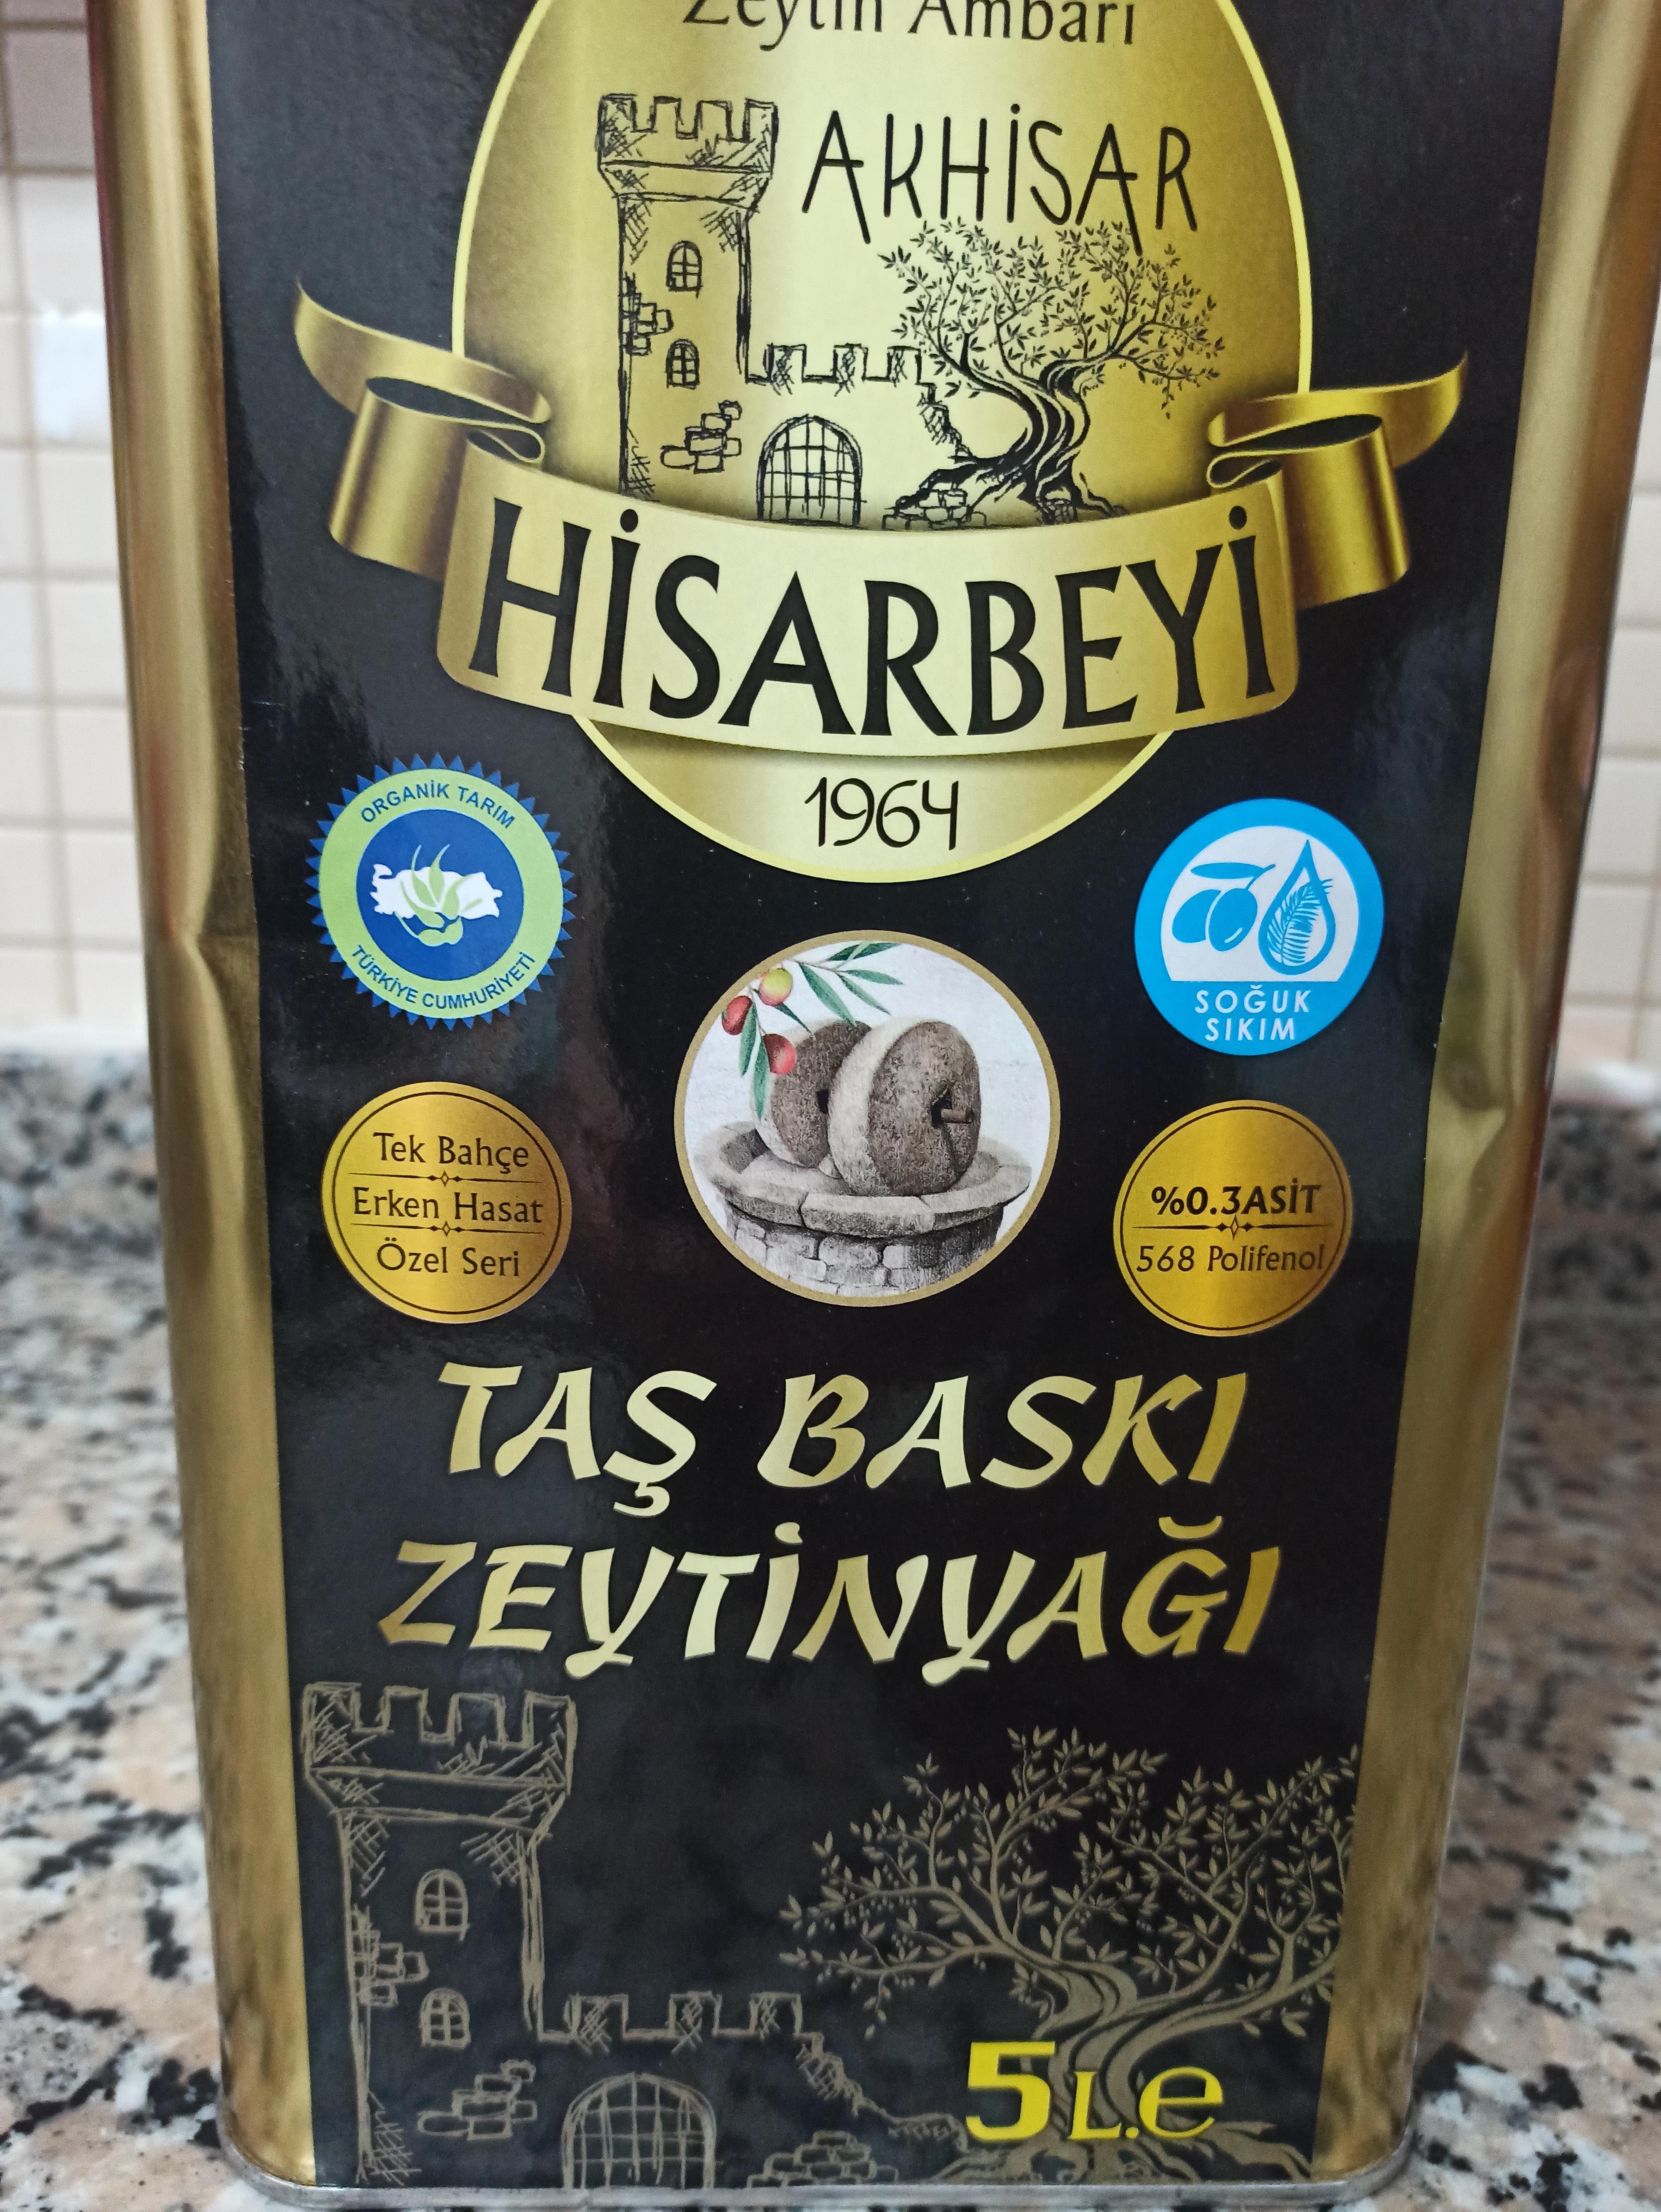 Zeytin Ambarı
AKHİSAR
HİSARBEYİ
1964
ORGANİK TARIM
TÜRKİYE CUMHURİYETİ
SOĞUK
SIKIM
Tek Bahçe
Erken Hasat
Özel Seri
%0.3ASİT
568 Polifenol
TAŞ BASKI
ZEYTİNYAĞI
5L.e